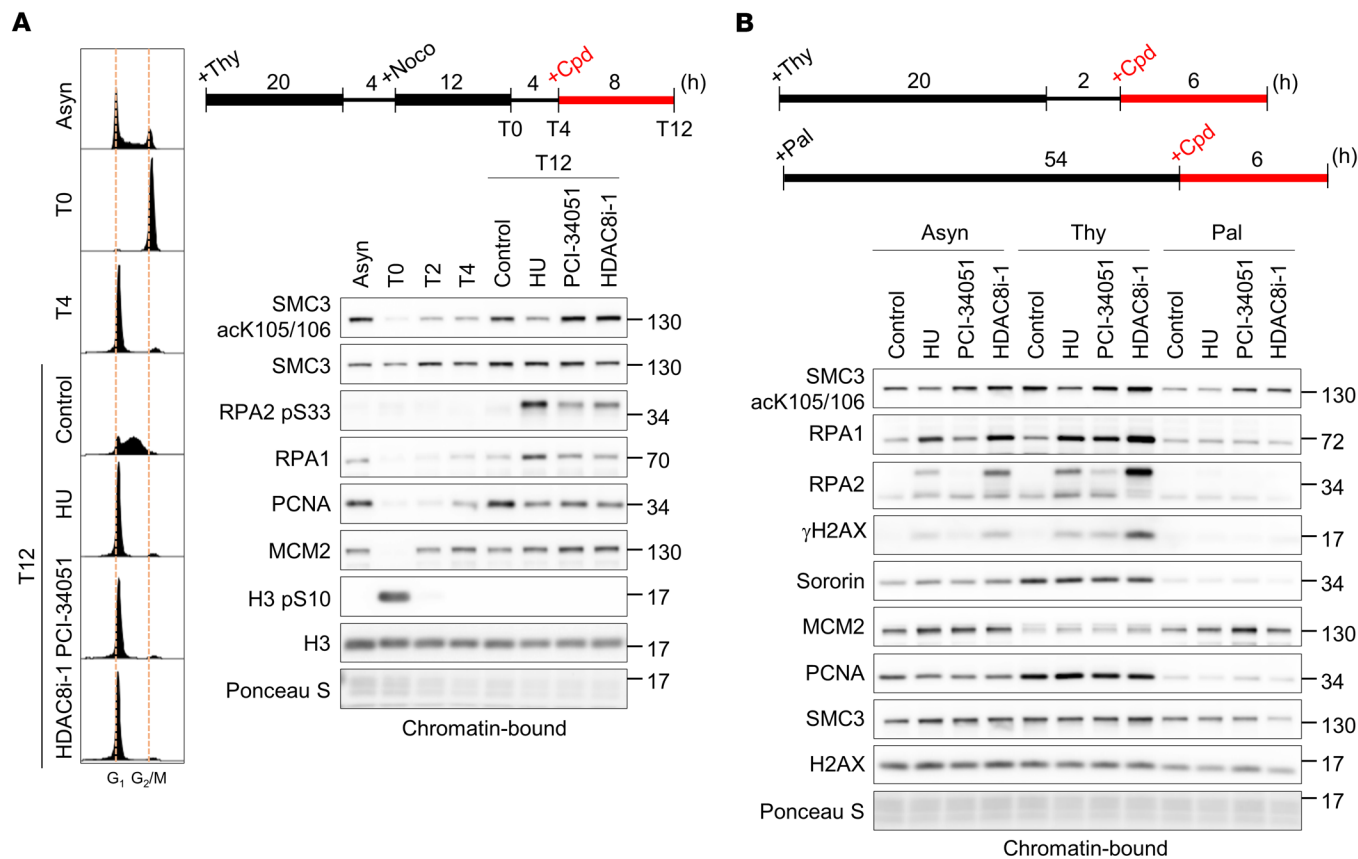 A
+Thy
20
4
+Noco
12
4
+Cpd
8
(h)
T0
T4
T12
Asyn
T0
T4
Control
HU
PCI-34051
HDAC8i-1
T12
G1 G2/M
T12
Asyn
T0
T2
T4
Control
HU
PCI-34051
HDAC8i-1
SMC3
acK105/106
130
SMC3
130
RPA2 pS33
34
RPA1
70
PCNA
34
MCM2
130
H3 pS10
17
H3
17
Ponceau S
17
Chromatin-bound
B
+Thy
20
2
+Cpd
6
(h)
+Pal
54
+Cpd
6
(h)
Asyn
Thy
Pal
Control
HU
PCI-34051
HDAC8i-1
Control
HU
PCI-34051
HDAC8i-1
Control
HU
PCI-34051
HDAC8i-1
SMC3
acK105/106
130
RPA1
72
RPA2
34
γH2AX
17
Sororin
34
MCM2
130
PCNA
34
SMC3
130
H2AX
17
Ponceau S
17
Chromatin-bound